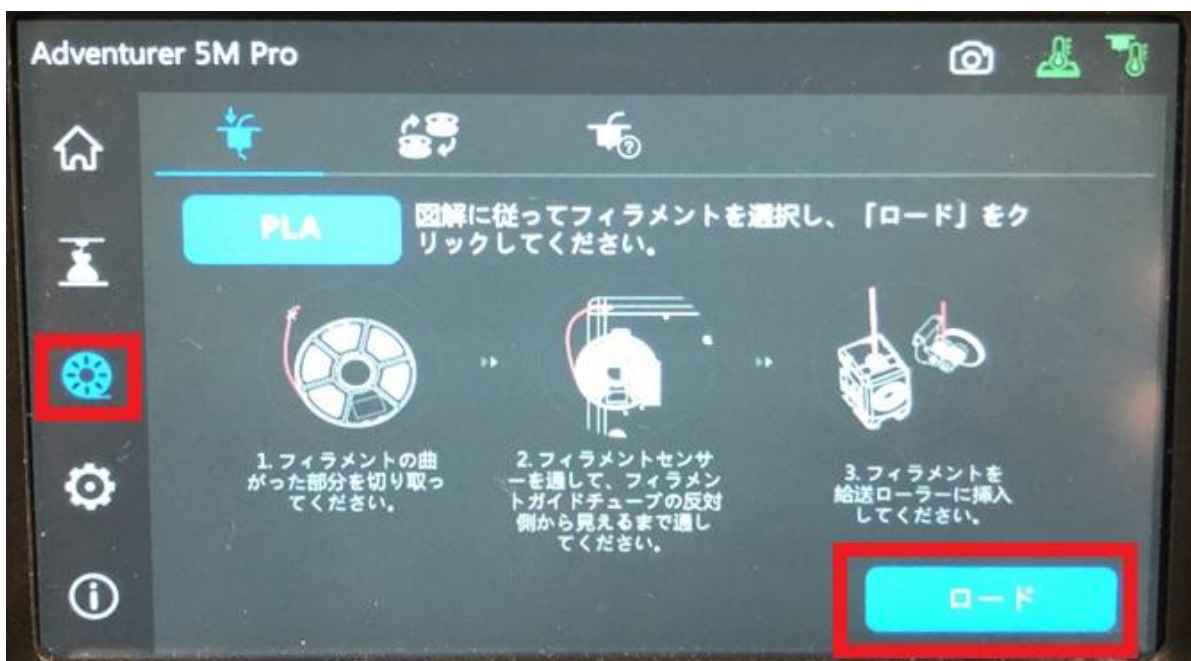 Adventurer 5M Pro
PLA
図解に従ってフィラメントを選択し、「ロード」をク
リックしてください。
1. フィラメントの曲
がった部分を切り取っ
てください。
2. フィラメントセンサ
ーを通して、フィラメン
トガイドチューブの反対
側から見えるまで通し
てください。
3. フィラメントを
給送ローラーに挿入
してください。
ロード